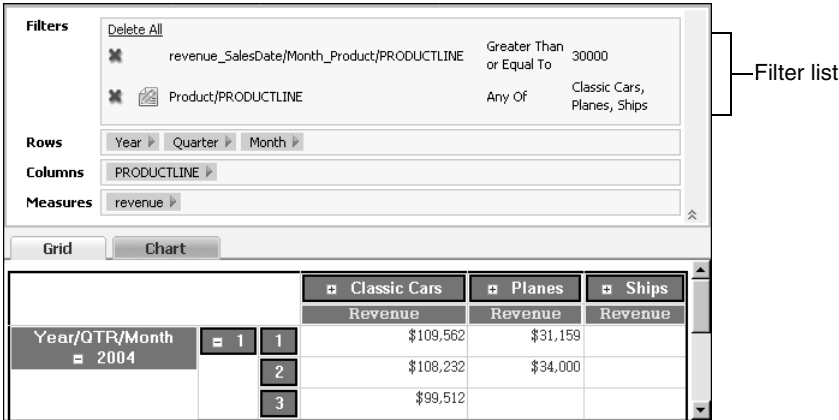 Filters
Delete All
revenue_SalesDate/Month_Product/PRODUCTLINE
Greater Than
or Equal To
30000
Product/PRODUCTLINE
Any Of
Classic Cars,
Planes, Ships
Filter list
Rows
Year Quarter Month
Columns
PRODUCTLINE
Measures
revenue
Grid Chart
Classic Cars Planes Ships
Revenue Revenue Revenue
Year/QTR/Month
2004
1
1 $109,562 $31,159
2 $108,232 $34,000
3 $99,512